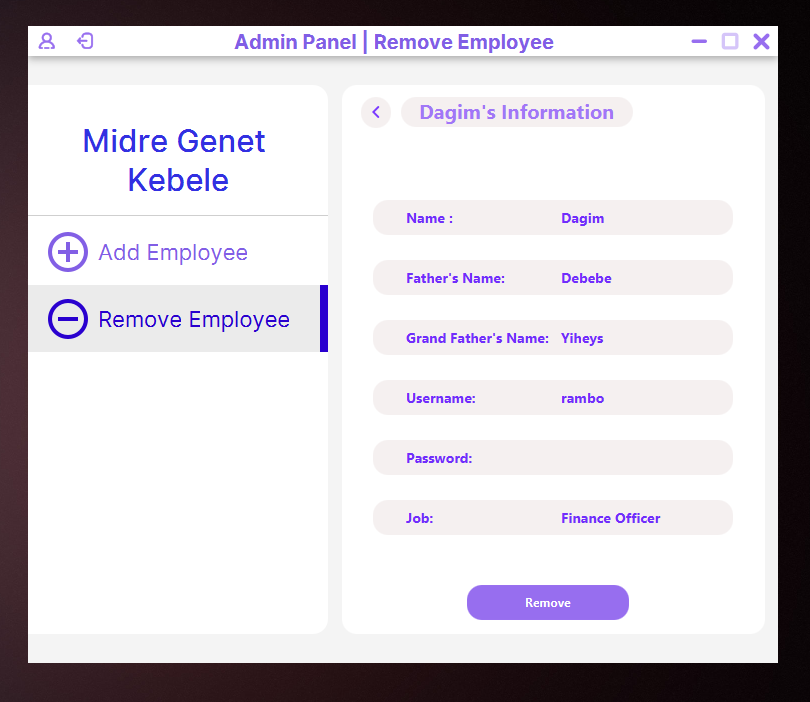 Admin Panel | Remove Employee
Midre Genet
Kebele
Add Employee
Remove Employee
Dagim's Information
Name : Dagim
Father's Name: Debebe
Grand Father's Name: Yiheys
Username: rambo
Password:
Job: Finance Officer
Remove